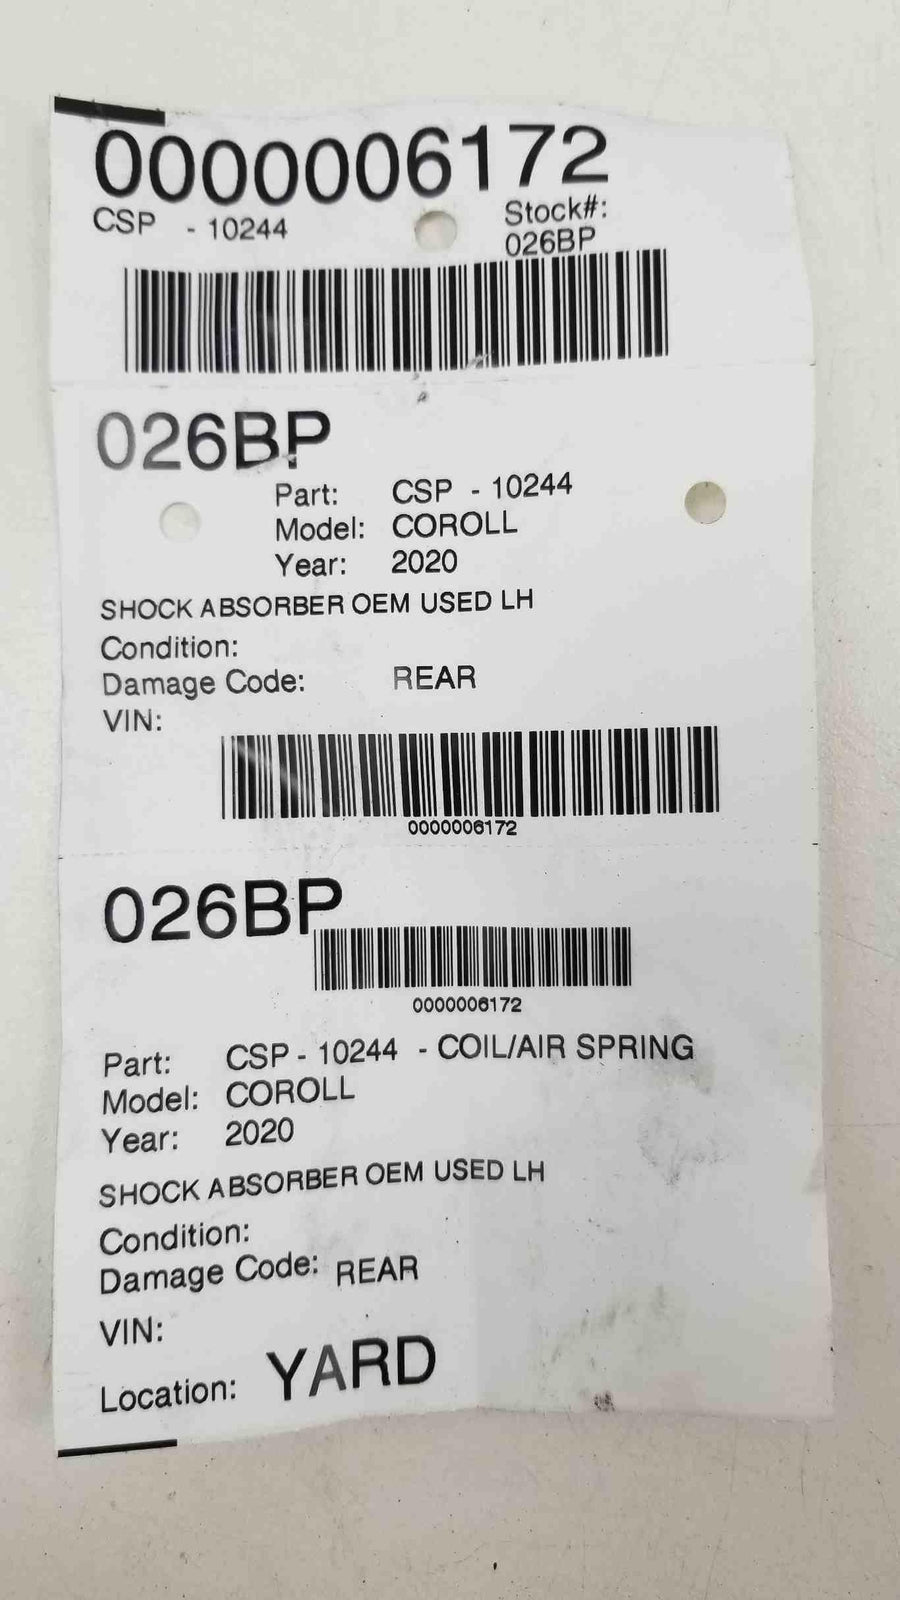 0000006172
CSP - 10244
Stock#:
026BP
026BP
Part: CSP - 10244
Model: COROLL
Year: 2020
SHOCK ABSORBER OEM USED LH
Condition:
Damage Code: REAR
VIN:
0000006172
026BP
0000006172
Part: CSP - 10244 - COIL/AIR SPRING
Model: COROLL
Year: 2020
SHOCK ABSORBER OEM USED LH
Condition:
Damage Code: REAR
VIN:
Location: YARD